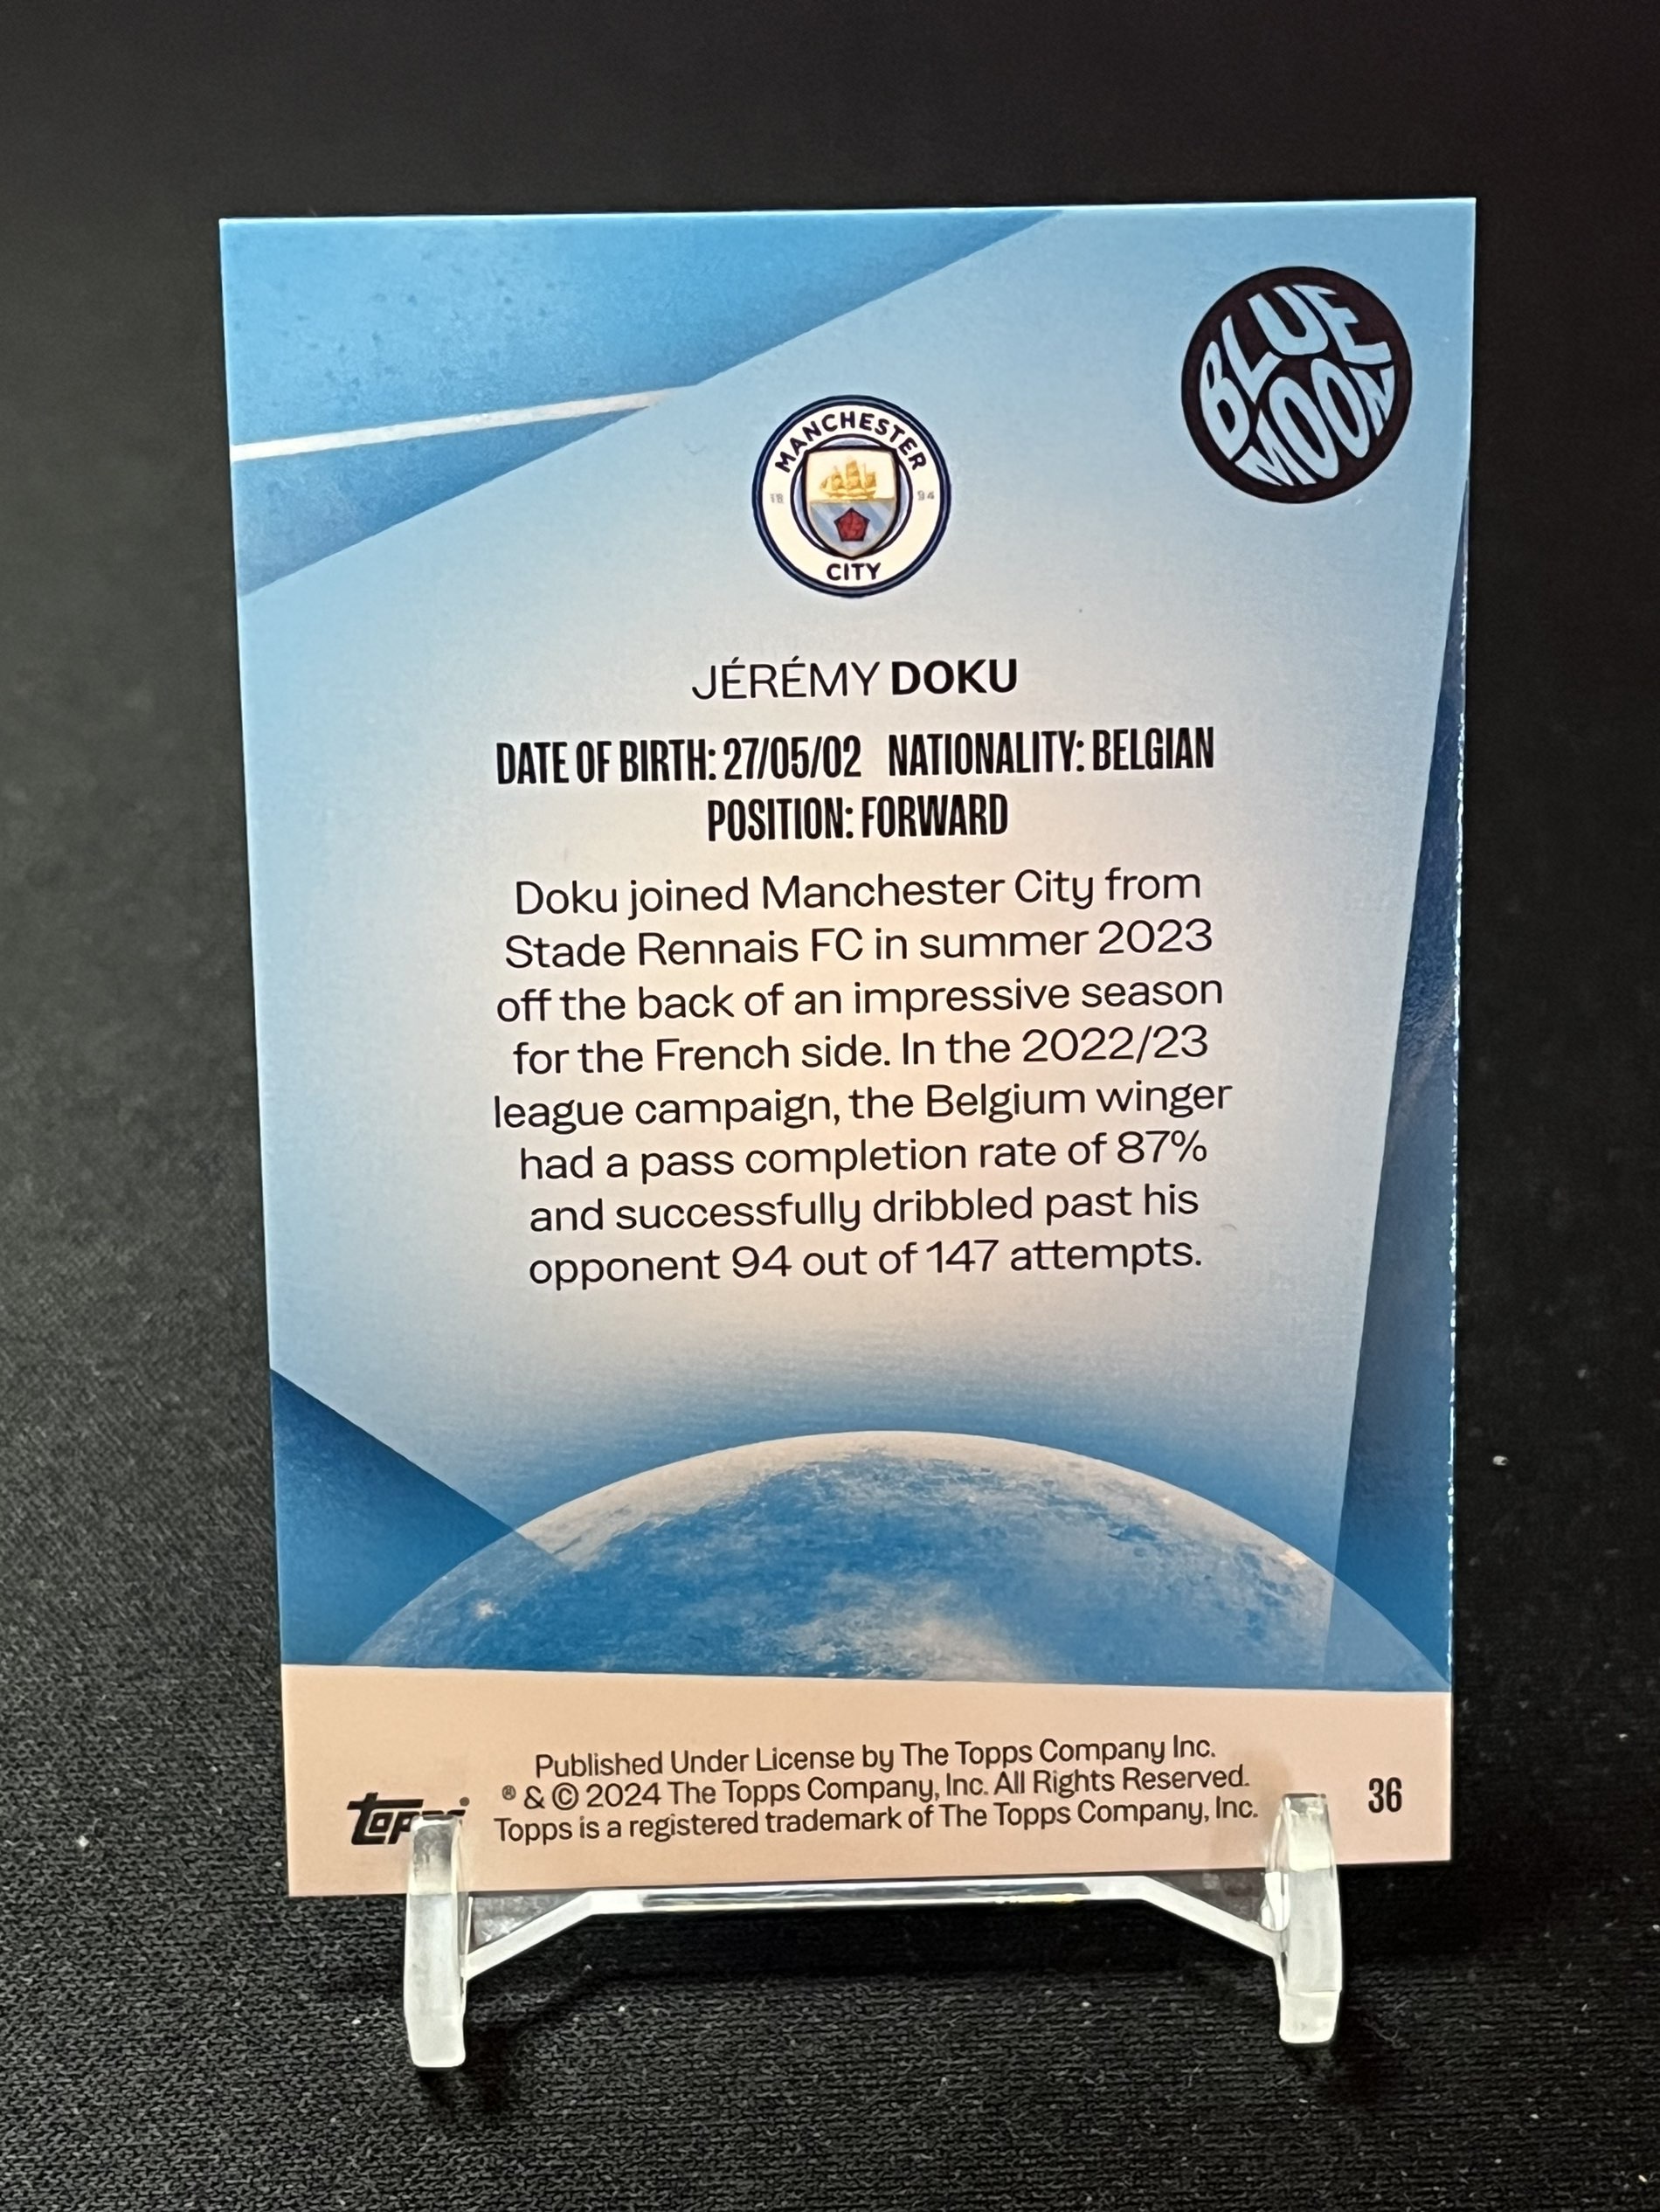 BLUE
MOON
MANCHESTER
18 94
CITY
JÉRÉMY DOKU
DATE OF BIRTH: 27/05/02 NATIONALITY: BELGIAN
POSITION: FORWARD
Doku joined Manchester City from
Stade Rennais FC in summer 2023
off the back of an impressive season
for the French side. In the 2022/23
league campaign, the Belgium winger
had a pass completion rate of 87%
and successfully dribbled past his
opponent 94 out of 147 attempts.
Published Under License by The Topps Company Inc.
® & © 2024 The Topps Company, Inc. All Rights Reserved.
Topps is a registered trademark of The Topps Company, Inc.
topps®
36